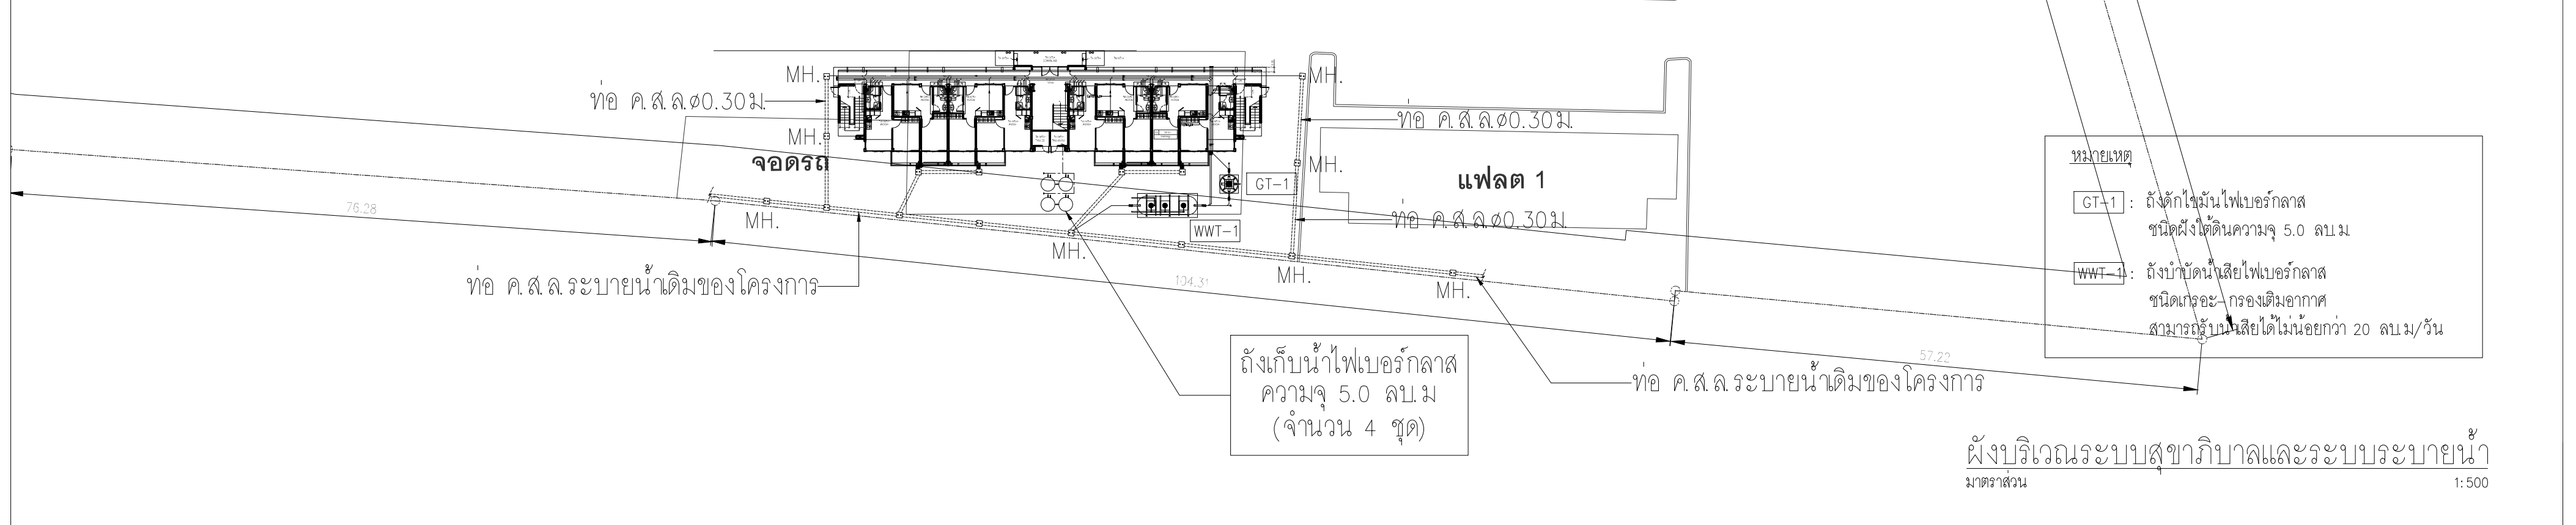 MH.
MH.
ท่อ ค.ส.ล.ø0.30ม.
ท่อ ค.ส.ล.ø0.30ม.
MH.
จอดรถ
MH.
แฟลต 1
GT-1
76.28
MH.
ท่อ ค.ส.ล.ø0.30ม.
WWT-1
MH.
MH.
MH.
ท่อ ค.ส.ล.ระบายน้ำเดิมของโครงการ
104.31
ถังเก็บน้ำไฟเบอร์กลาส
ความจุ 5.0 ลบ.ม
(จำนวน 4 ชุด)
57.22
ท่อ ค.ส.ล.ระบายน้ำเดิมของโครงการ
หมายเหตุ
GT-1 : ถังดักไขมันไฟเบอร์กลาส
ชนิดฝังใต้ดินความจุ 5.0 ลบ.ม.
WWT-1 : ถังบำบัดน้ำเสียไฟเบอร์กลาส
ชนิดเกรอะ-กรองเติมอากาศ
สามารถรับน้ำเสียได้ไม่น้อยกว่า 20 ลบ.ม/วัน
ผังบริเวณระบบสุขาภิบาลและระบบระบายน้ำ
มาตราส่วน 1:500